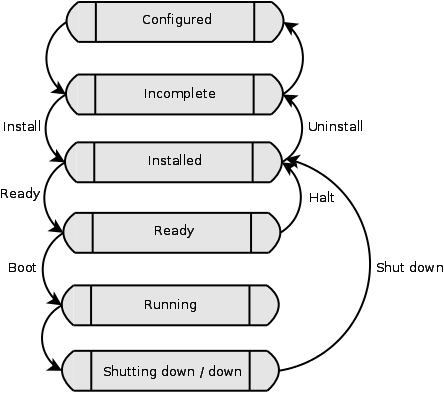 Configured
Incomplete
Install
Uninstall
Installed
Ready
Halt
Ready
Boot
Shut down
Running
Shutting down / down